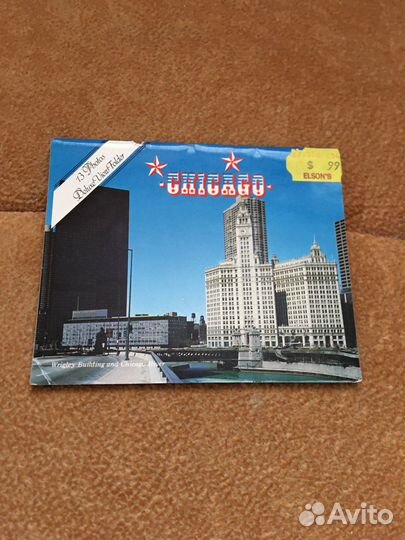 13 Photos
Deluxe View Folder
CHICAGO
$ 99
ELSON'S
Wrigley Building and Chicago River
Avito